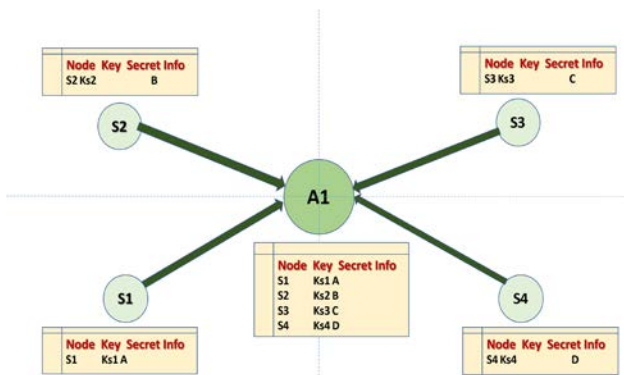 Node Key Secret Info
S2 Ks2 B
Node Key Secret Info
S3 Ks3 C
S2
S3
A1
Node Key Secret Info
S1 Ks1 A
S2 Ks2 B
S3 Ks3 C
S4 Ks4 D
S1
S4
Node Key Secret Info
S1 Ks1 A
Node Key Secret Info
S4 Ks4 D